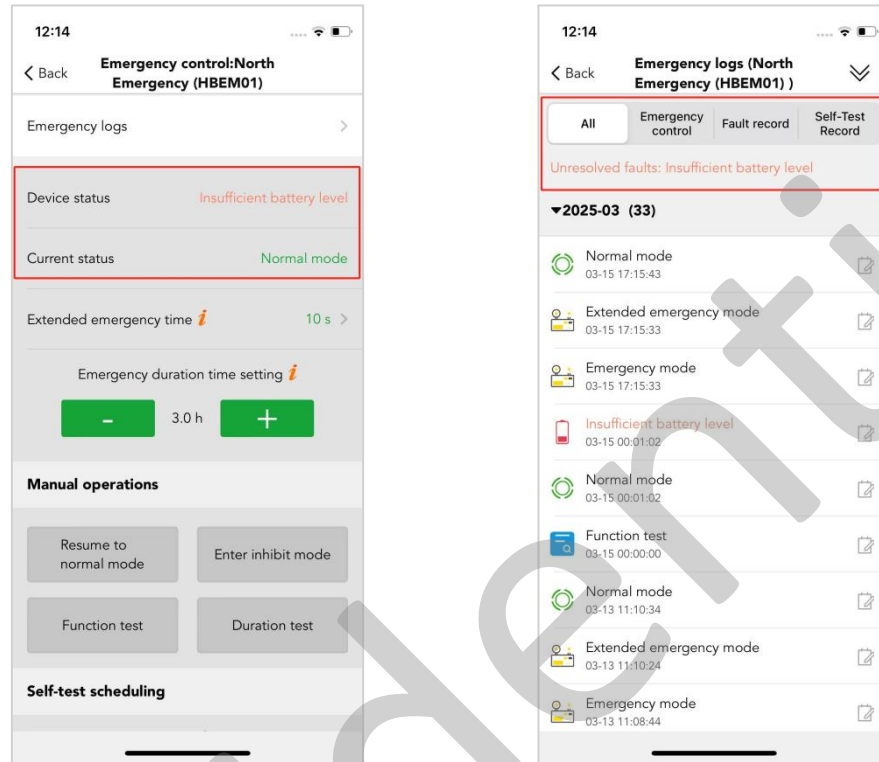 12:14
Back
Emergency control:North
Emergency (HBEM01)
Emergency logs
Device status
Insufficient battery level
Current status
Normal mode
Extended emergency time i
10 s
Emergency duration time setting i
- 3.0 h +
Manual operations
Resume to
normal mode
Enter inhibit mode
Function test
Duration test
Self-test scheduling
12:14
Back
Emergency logs (North
Emergency (HBEM01) )
All
Emergency
control
Fault record
Self-Test
Record
Unresolved faults: Insufficient battery level
2025-03 (33)
Normal mode
03-15 17:15:43
Extended emergency mode
03-15 17:15:33
Emergency mode
03-15 17:15:33
Insufficient battery level
03-15 00:01:02
Normal mode
03-15 00:01:02
Function test
03-15 00:00:00
Normal mode
03-13 11:10:34
Extended emergency mode
03-13 11:10:24
Emergency mode
03-13 11:08:44
denti